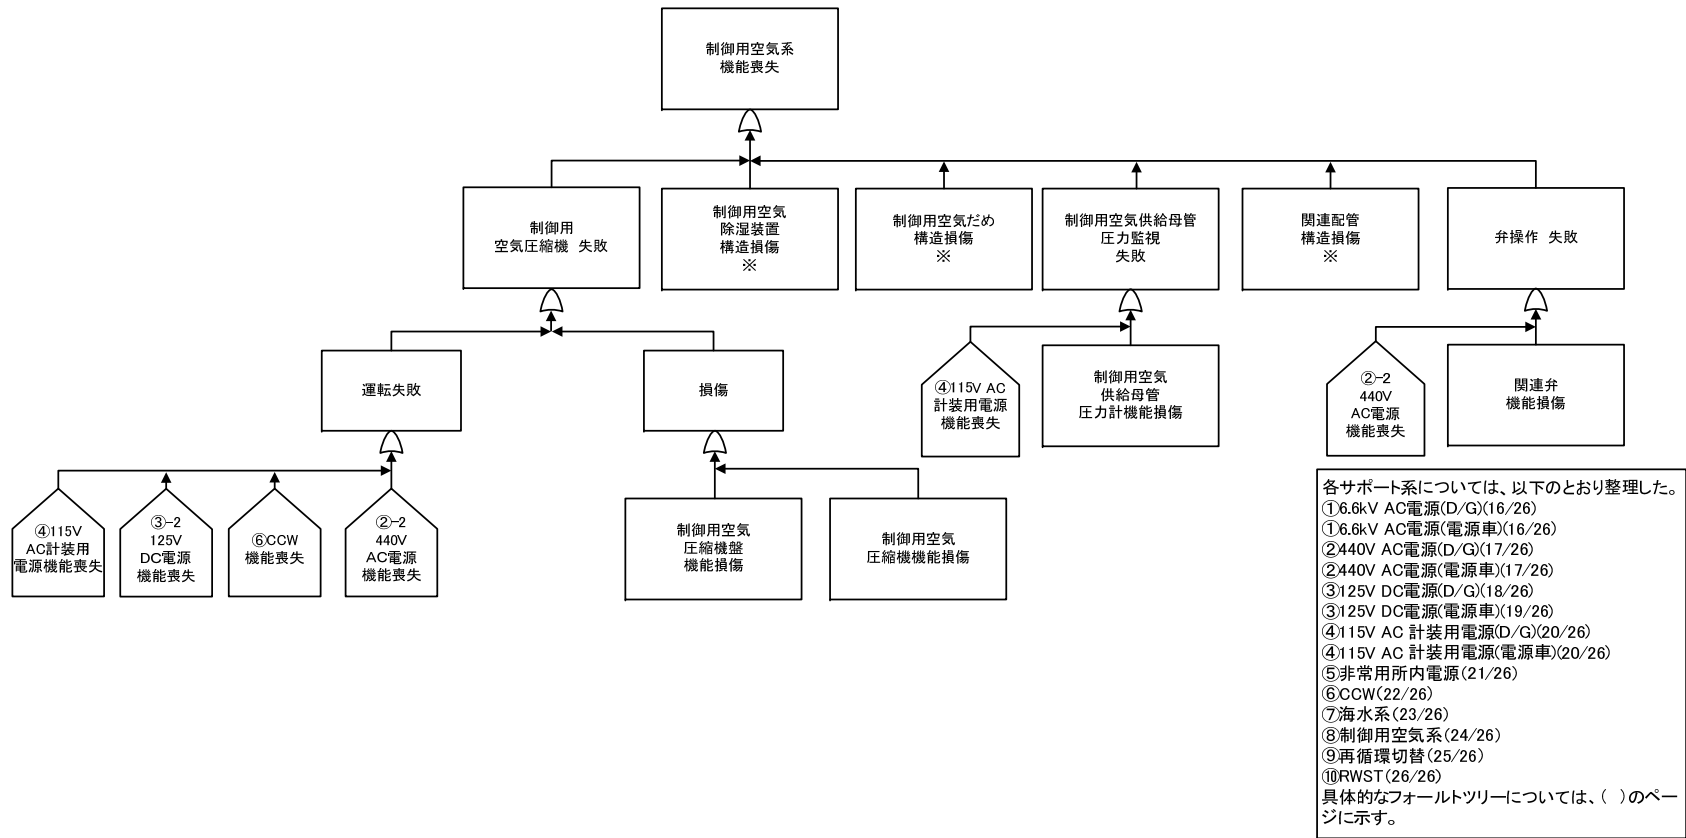 制御用空気系
機能喪失
制御用
空気圧縮機 失敗
制御用空気
除湿装置
構造損傷
※
制御用空気だめ
構造損傷
※
制御用空気供給母管
圧力監視
失敗
関連配管
構造損傷
※
弁操作 失敗
運転失敗
損傷
④115V AC
計装用電源
機能喪失
制御用空気
供給母管
圧力計機能損傷
②-2
440V
AC電源
機能喪失
関連弁
機能損傷
④115V
AC計装用
電源機能喪失
③-2
125V
DC電源
機能喪失
⑥CCW
機能喪失
②-2
440V
AC電源
機能喪失
制御用空気
圧縮機盤
機能損傷
制御用空気
圧縮機機能損傷
各サポート系については、以下のとおり整理した。
①6.6kV AC電源(D/G)(16/26)
①6.6kV AC電源(電源車)(16/26)
②440V AC電源(D/G)(17/26)
②440V AC電源(電源車)(17/26)
③125V DC電源(D/G)(18/26)
③125V DC電源(電源車)(19/26)
④115V AC 計装用電源(D/G)(20/26)
④115V AC 計装用電源(電源車)(20/26)
⑤非常用所内電源(21/26)
⑥CCW(22/26)
⑦海水系(23/26)
⑧制御用空気系(24/26)
⑨再循環切替(25/26)
⑩RWST(26/26)
具体的なフォールトツリーについては、( )のペー
ジに示す。